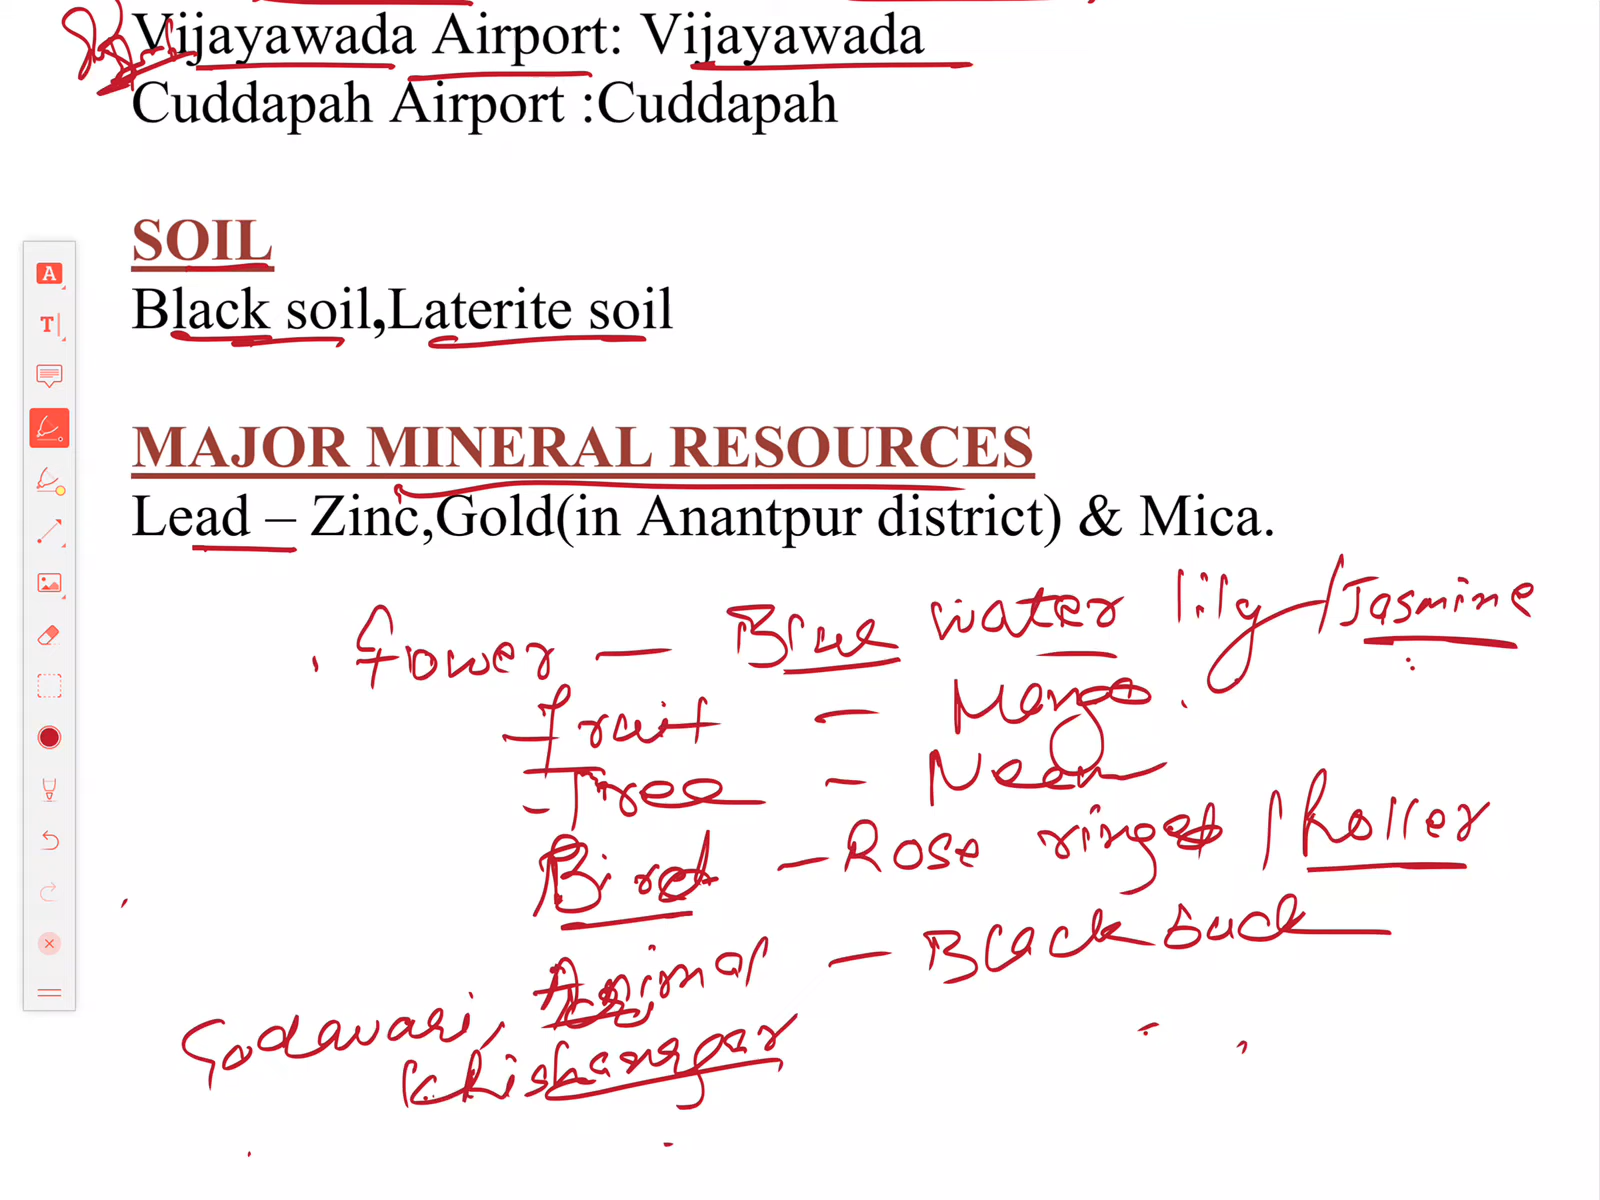 Vijayawada Airport: Vijayawada
Cuddapah Airport :Cuddapah
SOIL
Black soil,Laterite soil
MAJOR MINERAL RESOURCES
Lead – Zinc,Gold(in Anantpur district) & Mica.
flower — Blue water lily / Jasmine
- fruit — Mango.
- Tree — Neem
Bird — Rose ringed / Roller
Animal — Black buck
Godavari,